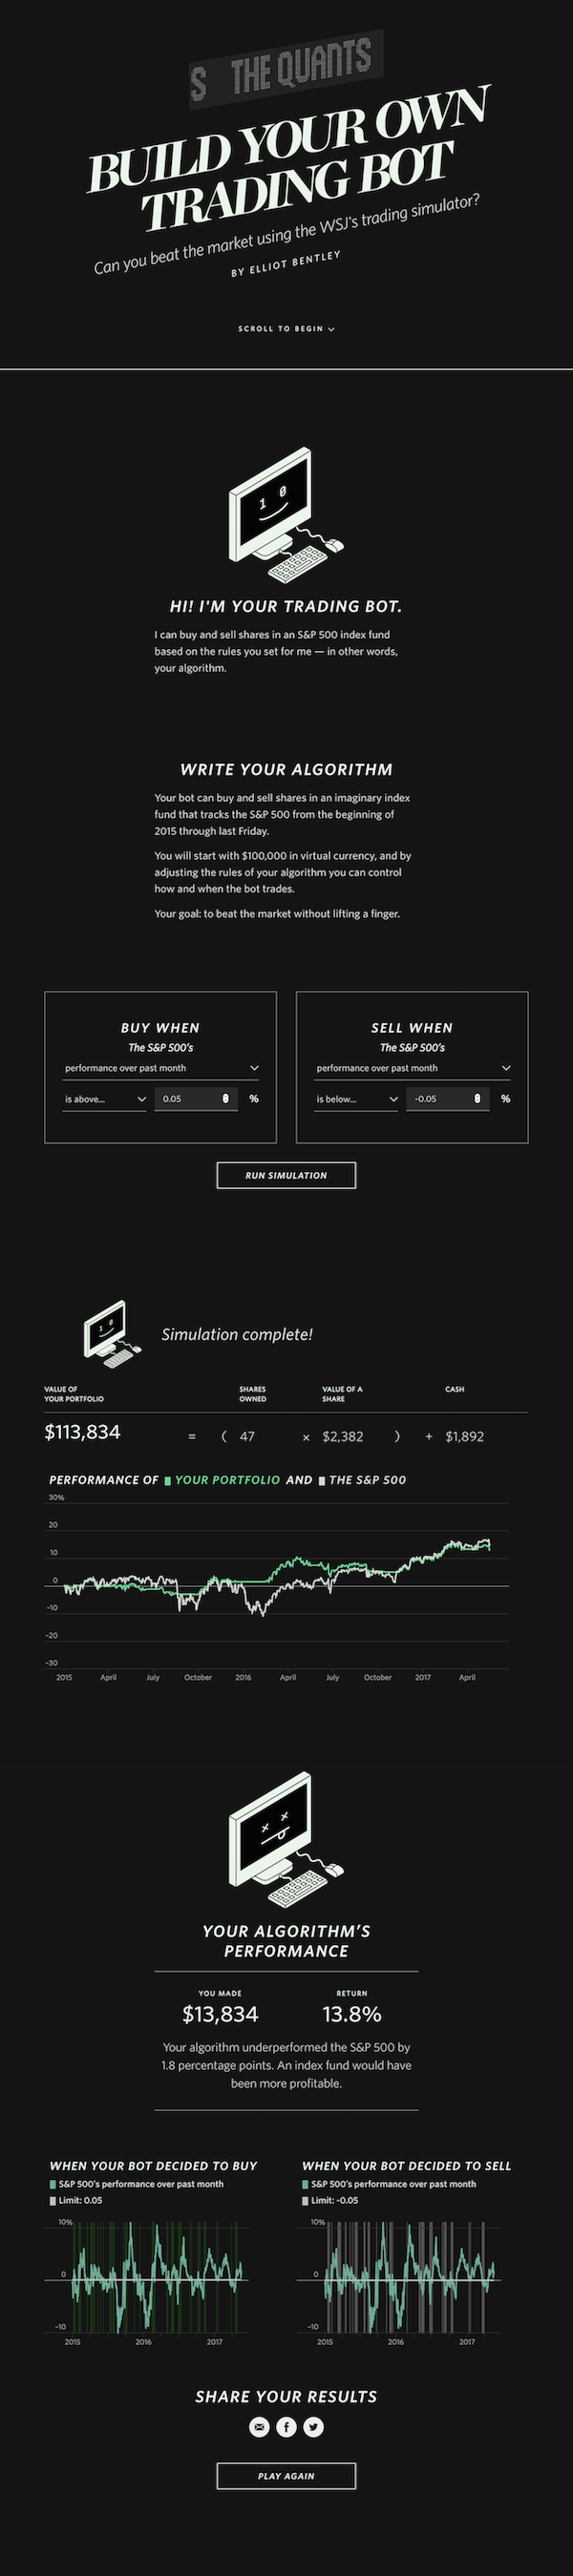 S THE QUANTS
BUILD YOUR OWN
TRADING BOT
Can you beat the market using the WSJ's trading simulator?
BY ELLIOT BENTLEY
SCROLL TO BEGIN
1 0
HI! I'M YOUR TRADING BOT.
I can buy and sell shares in an S&P 500 index fund
based on the rules you set for me — in other words,
your algorithm.
WRITE YOUR ALGORITHM
Your bot can buy and sell shares in an imaginary index
fund that tracks the S&P 500 from the beginning of
2015 through last Friday.
You will start with $100,000 in virtual currency, and by
adjusting the rules of your algorithm you can control
how and when the bot trades.
Your goal: to beat the market without lifting a finger.
BUY WHEN
The S&P 500's
performance over past month
is above... 0.05 %
SELL WHEN
The S&P 500's
performance over past month
is below... -0.05 %
RUN SIMULATION
1 0
Simulation complete!
VALUE OF
YOUR PORTFOLIO
SHARES
OWNED
VALUE OF A
SHARE
CASH
$113,834 = ( 47 × $2,382 ) + $1,892
PERFORMANCE OF YOUR PORTFOLIO AND THE S&P 500
30%
20
10
0
-10
-20
-30
2015 April July October 2016 April July October 2017 April
YOUR ALGORITHM'S
PERFORMANCE
YOU MADE
$13,834
RETURN
13.8%
Your algorithm underperformed the S&P 500 by
1.8 percentage points. An index fund would have
been more profitable.
WHEN YOUR BOT DECIDED TO BUY
S&P 500's performance over past month
Limit: 0.05
10%
0
-10
2015 2016 2017
WHEN YOUR BOT DECIDED TO SELL
S&P 500's performance over past month
Limit: -0.05
10%
0
-10
2015 2016 2017
SHARE YOUR RESULTS
PLAY AGAIN